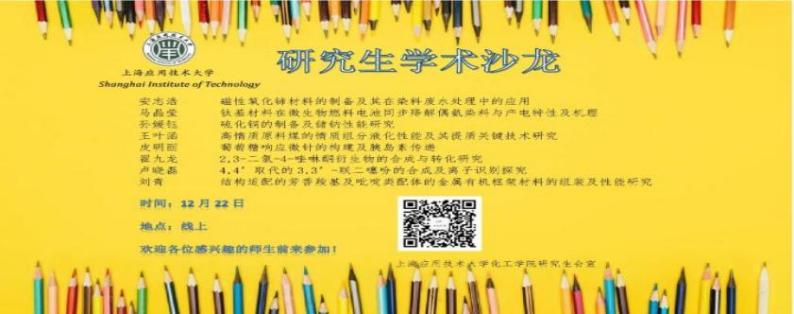 研究生学术沙龙
上海应用技术大学
Shanghai Institute of Technology
安志浩 磁性氧化锑材料的制备及其在染料废水处理中的应用
马晶莹 钛基材料在微生物燃料电池同步降解偶氮染料与产电特性及机理
孙媛钰 硫化铜的制备及储钠性能研究
王叶涵 高惰质原料煤的惰质组分液化性能及其提质关键技术研究
皮明丽 葡萄糖响应微针的构建及胰岛素传递
翟九龙 2,3-二氢-4-喹啉酮衍生物的合成与转化研究
卢晓磊 4,4′取代的3,3′-联二噻吩的合成及离子识别探究
刘青 结构适配的芳香羧基及吡啶类配体的金属有机框架材料的组装及性能研究
时间：12月22日
地点：线上
欢迎各位感兴趣的师生前来参加！
上海应用技术大学化工学院研究生会宣